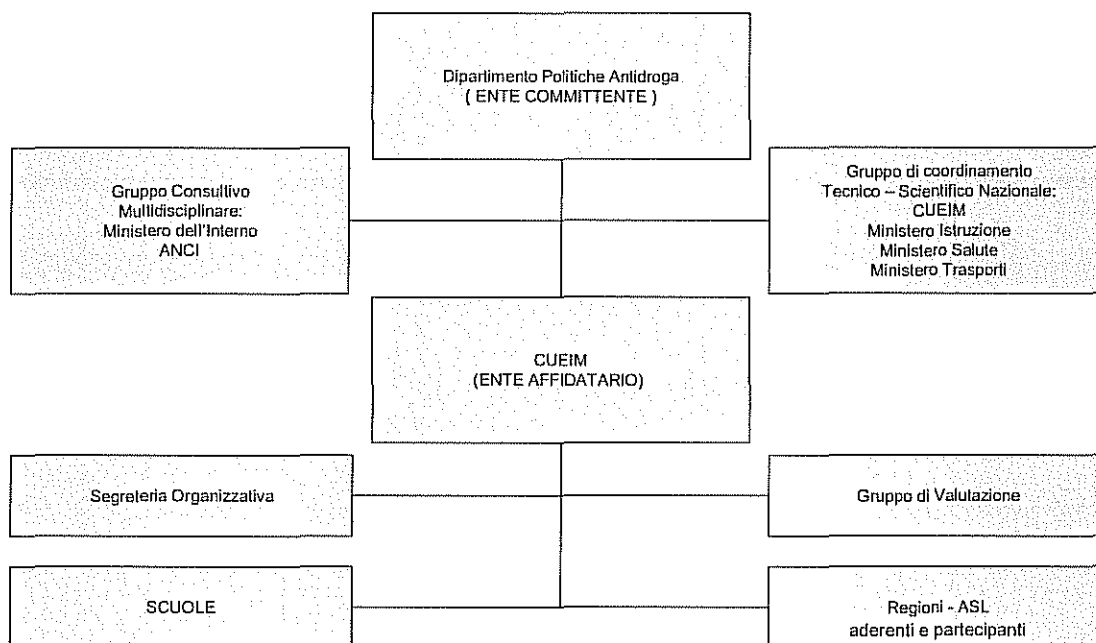 Dipartimento Politiche Antidroga
( ENTE COMMITTENTE )
Gruppo Consultivo
Multidisciplinare:
Ministero dell'Interno
ANCI
Gruppo di coordinamento
Tecnico – Scientifico Nazionale:
CUEIM
Ministero Istruzione
Ministero Salute
Ministero Trasporti
CUEIM
(ENTE AFFIDATARIO)
Segreteria Organizzativa
Gruppo di Valutazione
SCUOLE
Regioni - ASL
aderenti e partecipanti